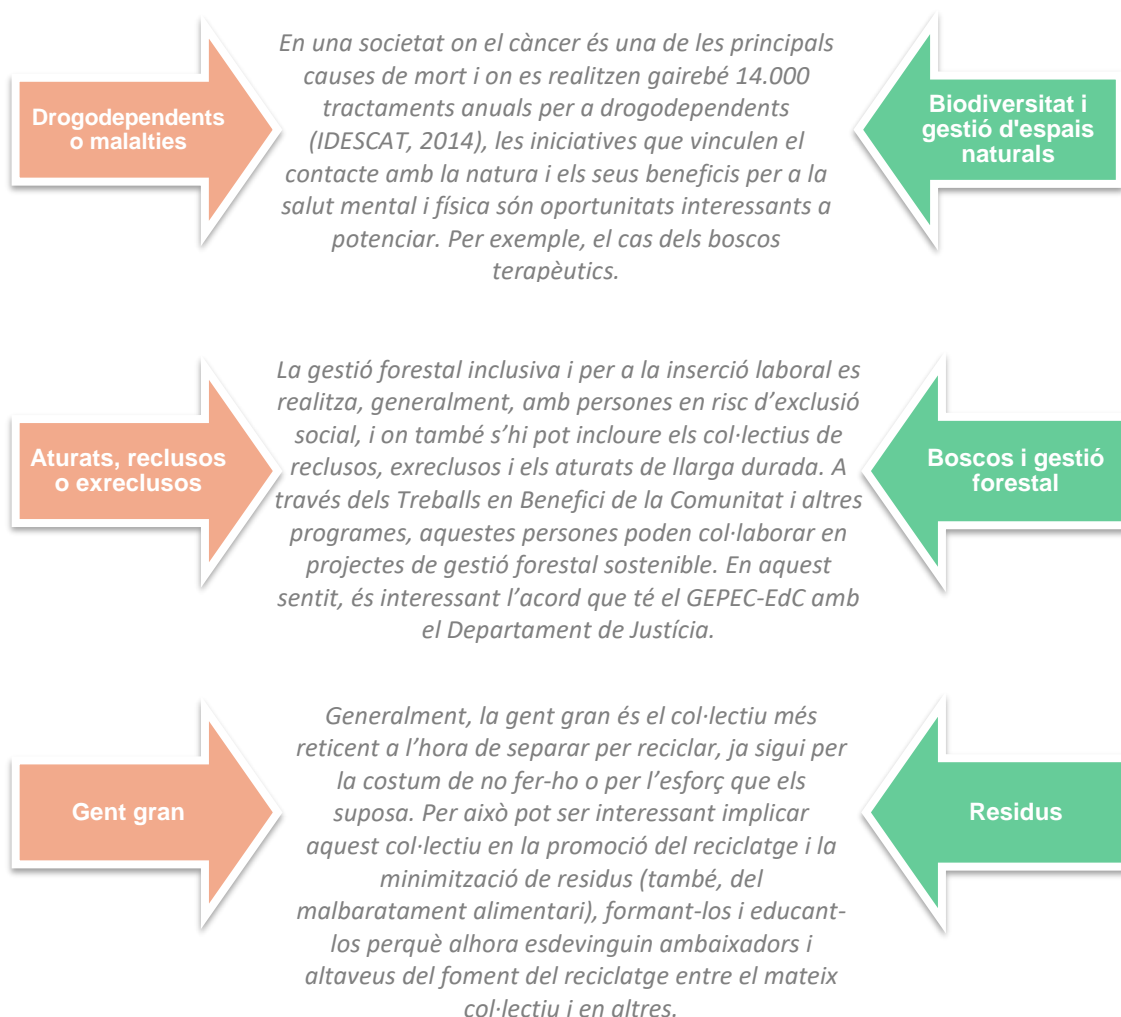 Drogodependents
o malalties
En una societat on el càncer és una de les principals
causes de mort i on es realitzen gairebé 14.000
tractaments anuals per a drogodependents
(IDESCAT, 2014), les iniciatives que vinculen el
contacte amb la natura i els seus beneficis per a la
salut mental i física són oportunitats interessants a
potenciar. Per exemple, el cas dels boscos
terapèutics.
Biodiversitat i
gestió d'espais
naturals
Aturats, reclusos
o exreclusos
La gestió forestal inclusiva i per a la inserció laboral es
realitza, generalment, amb persones en risc d’exclusió
social, i on també s’hi pot incloure els col·lectius de
reclusos, exreclusos i els aturats de llarga durada. A
través dels Treballs en Benefici de la Comunitat i altres
programes, aquestes persones poden col·laborar en
projectes de gestió forestal sostenible. En aquest
sentit, és interessant l’acord que té el GEPEC-EdC amb
el Departament de Justícia.
Boscos i gestió
forestal
Gent gran
Generalment, la gent gran és el col·lectiu més
reticent a l’hora de separar per reciclar, ja sigui per
la costum de no fer-ho o per l’esforç que els
suposa. Per això pot ser interessant implicar
aquest col·lectiu en la promoció del reciclatge i la
minimització de residus (també, del
malbaratament alimentari), formant-los i educant-
los perquè alhora esdevinguin ambaixadors i
altaveus del foment del reciclatge entre el mateix
col·lectiu i en altres.
Residus